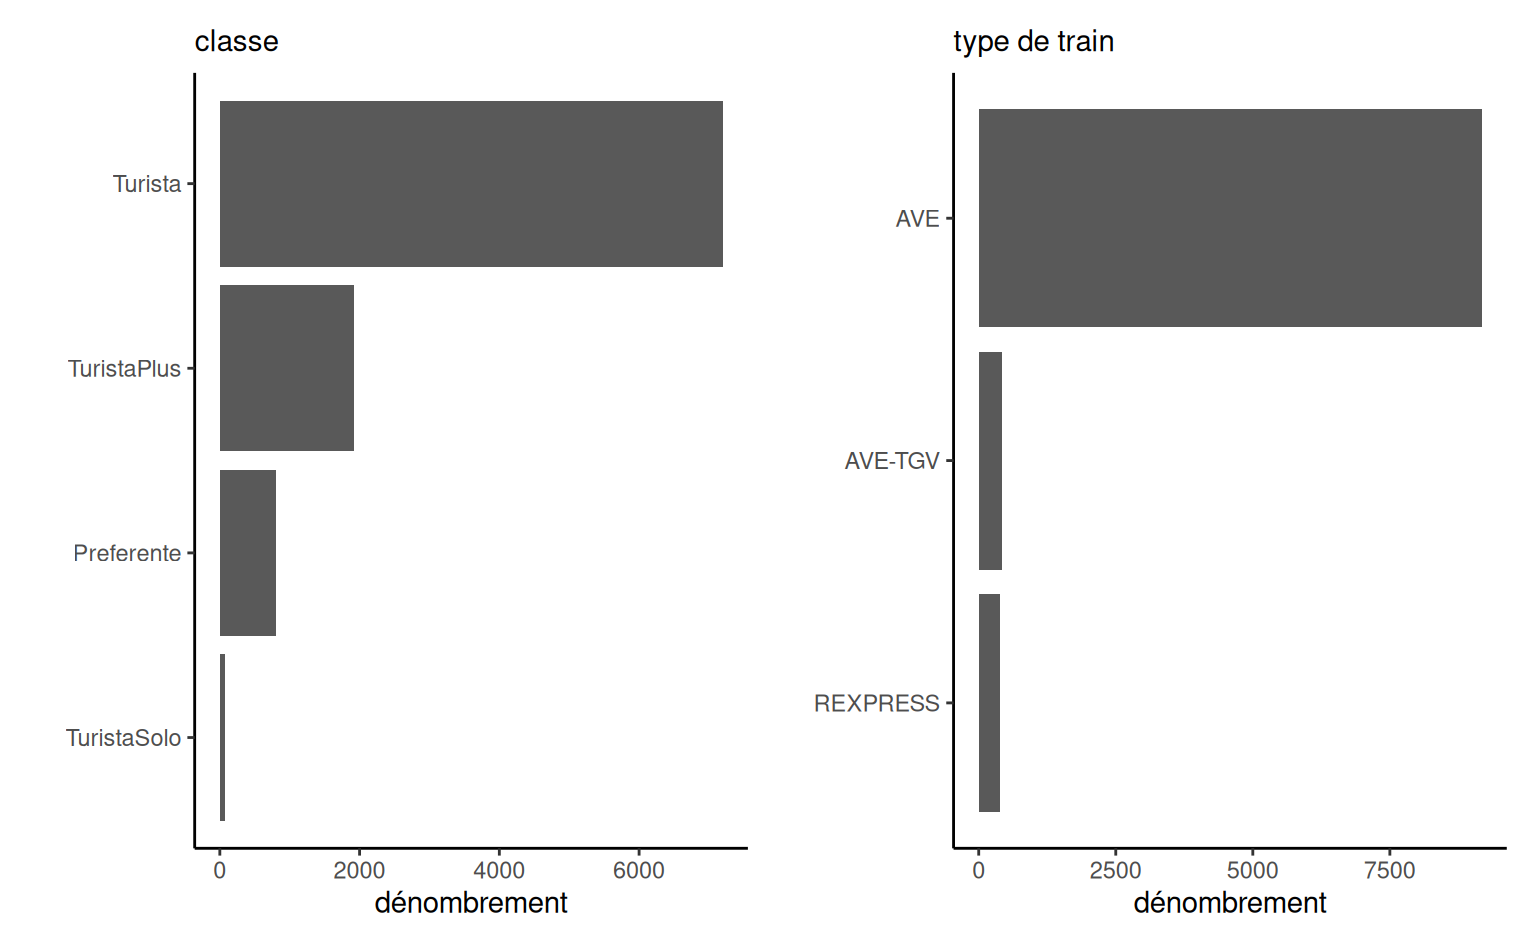 classe
Turista
TuristaPlus
Preferente
TuristaSolo
0 2000 4000 6000
dénombrement
type de train
AVE
AVE-TGV
REXPRESS
0 2500 5000 7500
dénombrement